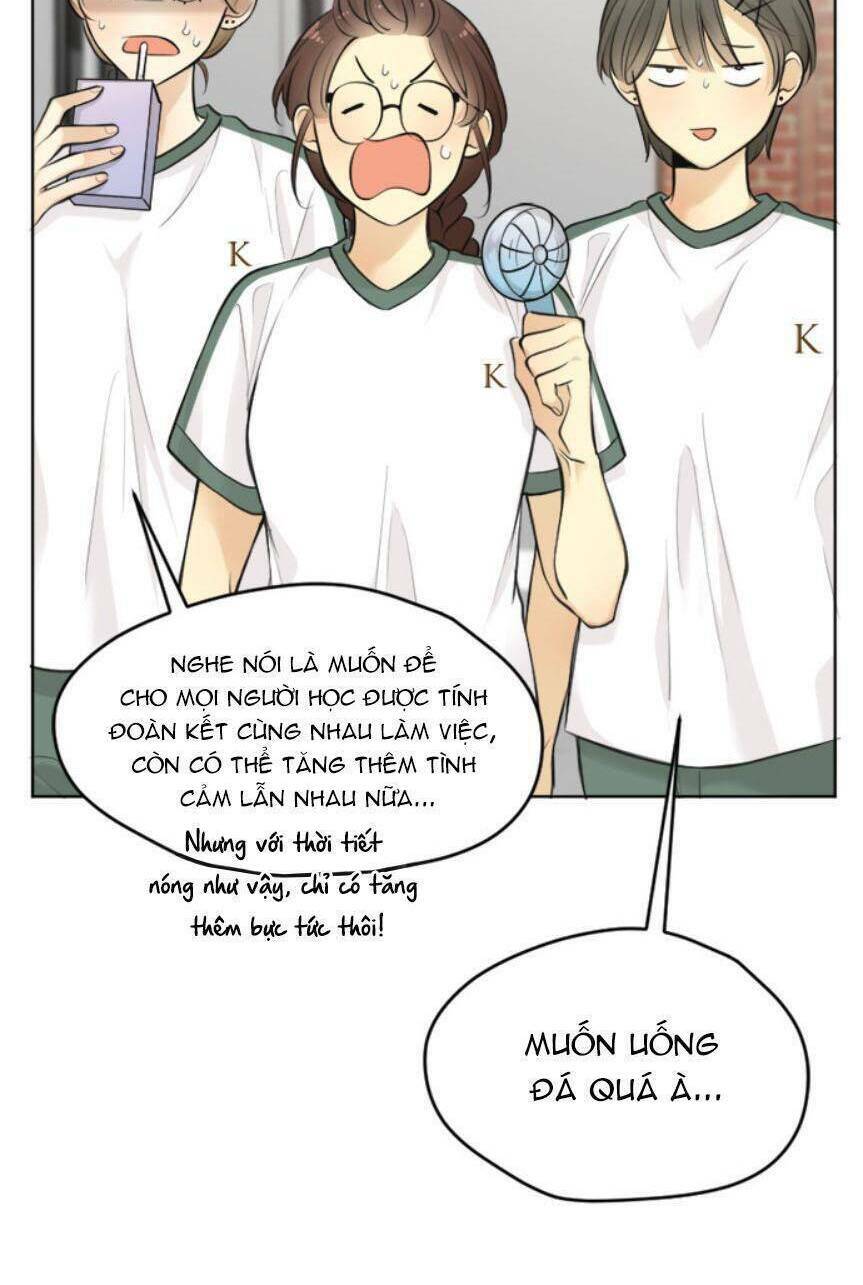 K
K
K
NGHE NÓI LÀ MUỐN ĐỂ
CHO MỌI NGƯỜI HỌC ĐƯỢC TÍNH
ĐOÀN KẾT CÙNG NHAU LÀM VIỆC,
CÒN CÓ THỂ TĂNG THÊM TÌNH
CẢM LẪN NHAU NỮA...
Nhưng với thời tiết
nóng như vậy, chỉ có tăng
thêm bực tức thôi!
MUỐN UỐNG
ĐÁ QUÁ À...